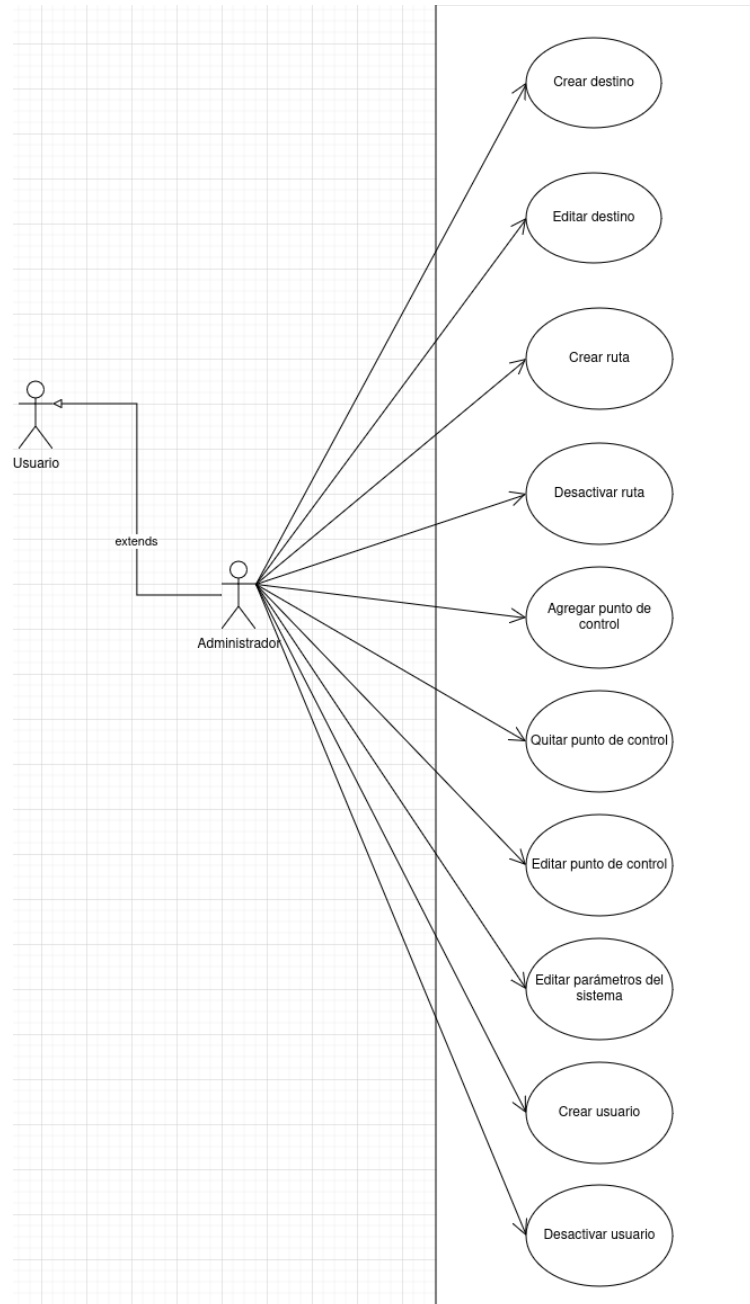 Crear destino
Editar destino
Crear ruta
Usuario
Desactivar ruta
extends
Agregar punto de
control
Administrador
Quitar punto de control
Editar punto de control
Editar parámetros del
sistema
Crear usuario
Desactivar usuario